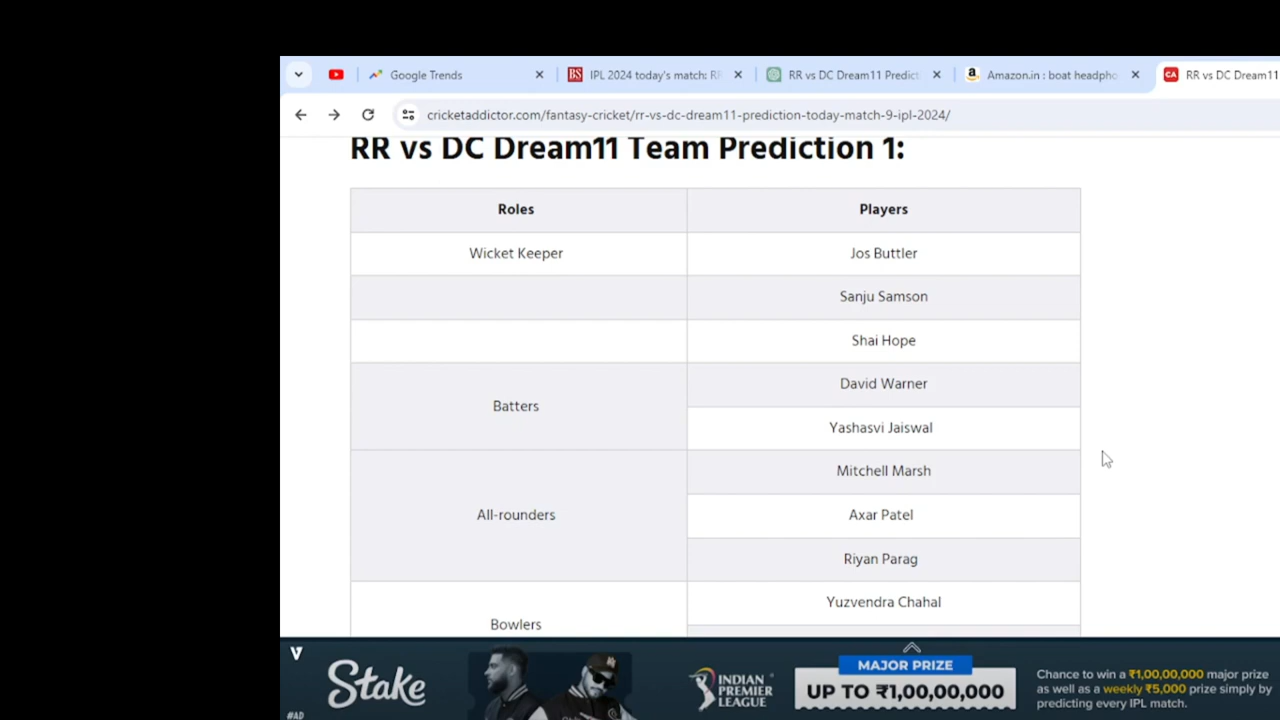 Google Trends
IPL 2024 today's match: RR
RR vs DC Dream11 Predict
Amazon.in : boat headpho
RR vs DC Dream11
cricketaddictor.com/fantasy-cricket/rr-vs-dc-dream11-prediction-today-match-9-ipl-2024/
RR vs DC Dream11 Team Prediction 1:
Roles Players
Wicket Keeper Jos Buttler
Sanju Samson
Shai Hope
Batters
David Warner
Yashasvi Jaiswal
All-rounders
Mitchell Marsh
Axar Patel
Riyan Parag
Bowlers
Yuzvendra Chahal
Stake
#AD
INDIAN
PREMIER
LEAGUE
MAJOR PRIZE
UP TO ₹1,00,00,000
Chance to win a ₹1,00,00,000 major prize
as well as a weekly ₹5,000 prize simply by
predicting every IPL match.